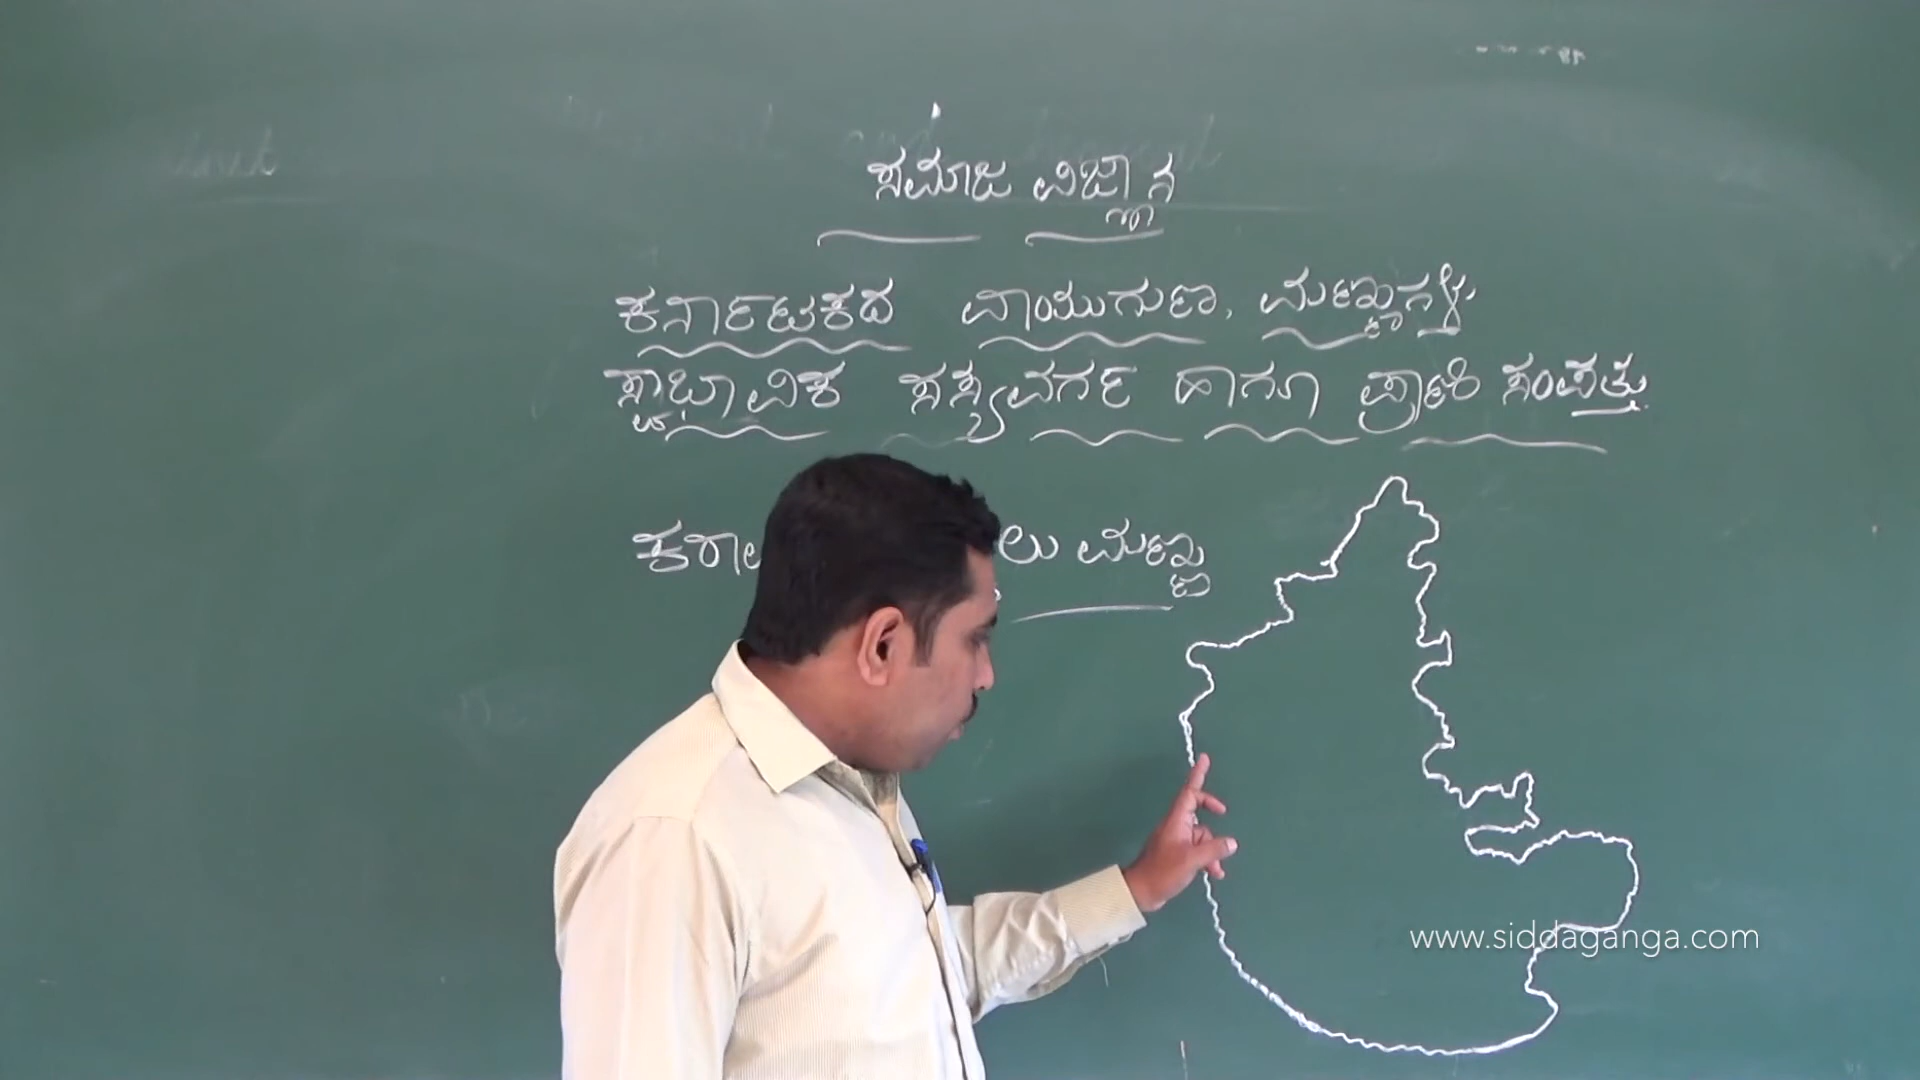 ಸಮಾಜ ವಿಜ್ಞಾನ
ಕರ್ನಾಟಕದ ವಾಯುಗುಣ, ಮಣ್ಣುಗಳು,
ಸ್ವಾಭಾವಿಕ ಸಸ್ಯವರ್ಗ ಹಾಗೂ ಪ್ರಾಣಿ ಸಂಪತ್ತು.
ಮಣ್ಣು
www.siddaganga.com